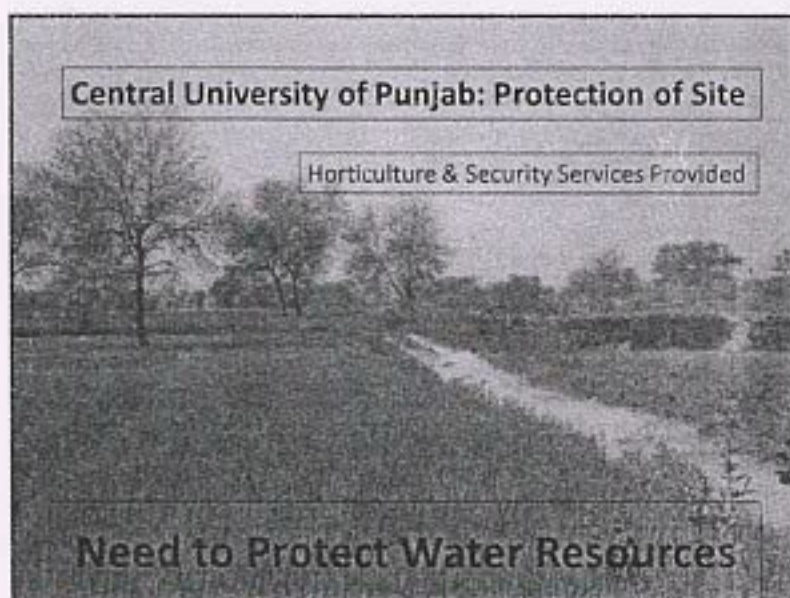 Central University of Punjab: Protection of Site
Horticulture & Security Services Provided
Need to Protect Water Resources